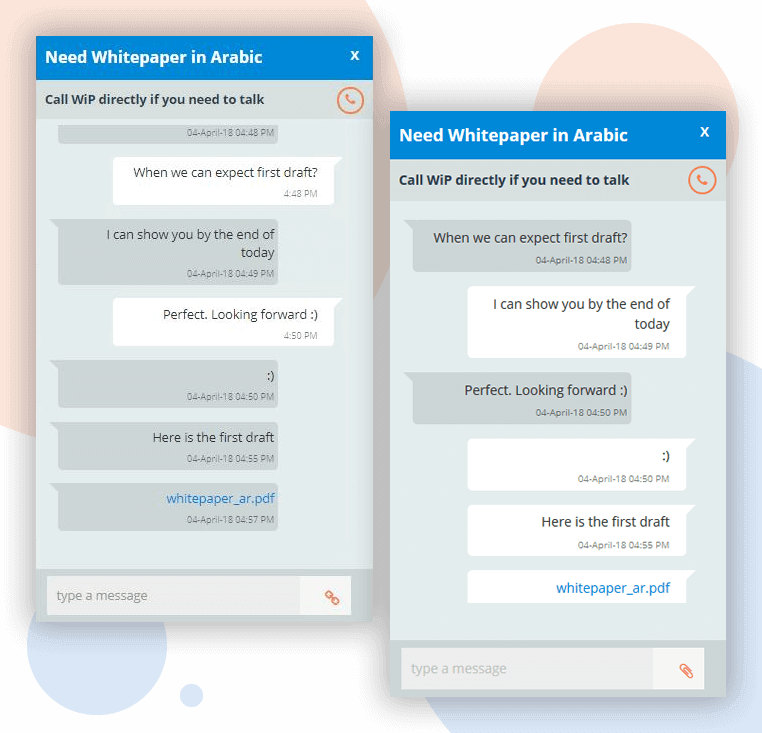 Need Whitepaper in Arabic
x
Call WiP directly if you need to talk
04-April-18 04:48 PM
When we can expect first draft?
4:48 PM
I can show you by the end of
today
04-April-18 04:49 PM
Perfect. Looking forward :)
4:50 PM
:)
04-April-18 04:50 PM
Here is the first draft
04-April-18 04:55 PM
whitepaper_ar.pdf
04-April-18 04:57 PM
type a message
Need Whitepaper in Arabic
x
Call WiP directly if you need to talk
When we can expect first draft?
04-April-18 04:48 PM
I can show you by the end of
today
04-April-18 04:49 PM
Perfect. Looking forward :)
04-April-18 04:50 PM
:)
04-April-18 04:50 PM
Here is the first draft
04-April-18 04:55 PM
whitepaper_ar.pdf
type a message